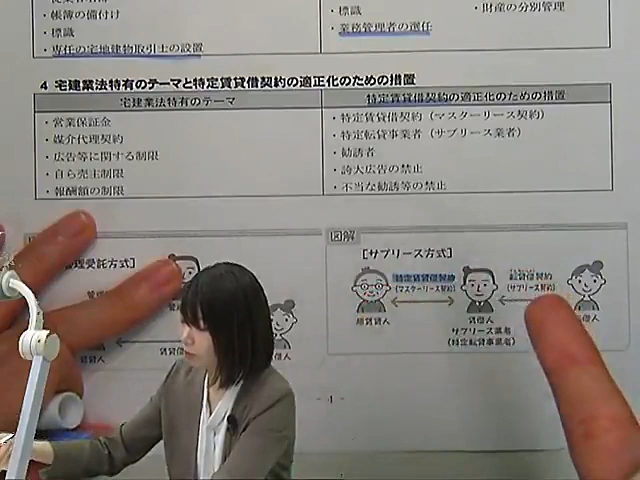 ・帳簿の備付け
・標識
・専任の宅地建物取引士の設置
・標識
・業務管理者の選任
・財産の分別管理
4 宅建業法特有のテーマと特定賃貸借契約の適正化のための措置
宅建業法特有のテーマ
・営業保証金
・媒介代理契約
・広告等に関する制限
・自ら売主制限
・報酬額の制限
特定賃貸借契約の適正化のための措置
・特定賃貸借契約（マスターリース契約）
・特定転貸事業者（サブリース業者）
・勧誘者
・誇大広告の禁止
・不当な勧誘等の禁止
理受託方式］
図解
［サブリース方式］
特定賃貸借契約
（マスターリース契約）
転貸借契約
（サブリース契約）
賃借人
サブリース業者
（特定転貸事業者）
- 4 -